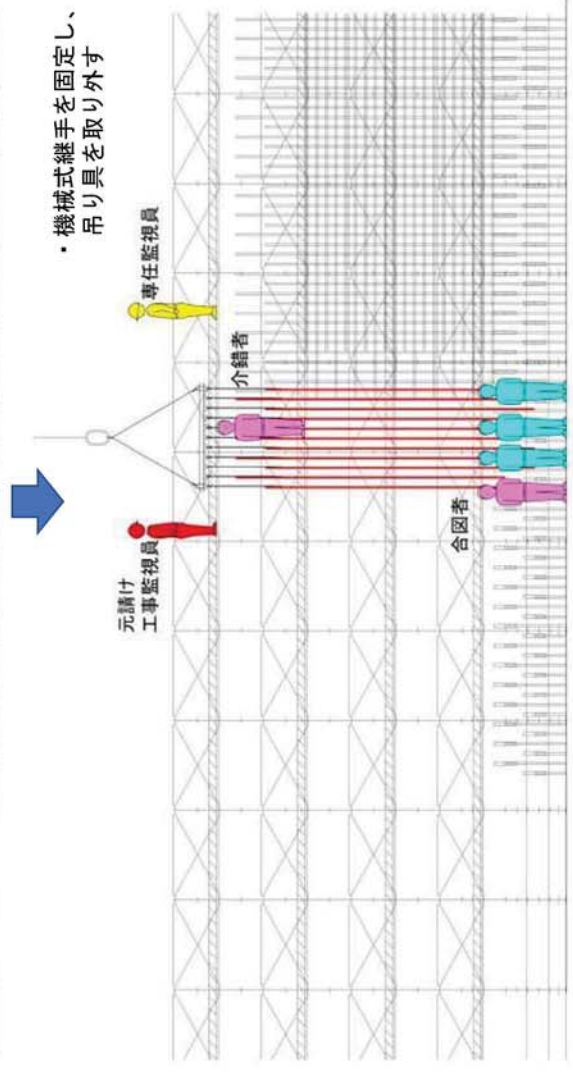 ・機械式継手を固定し、
吊り具を取り外す
専任監視員
介錯者
元請け
工事監視員
合図者